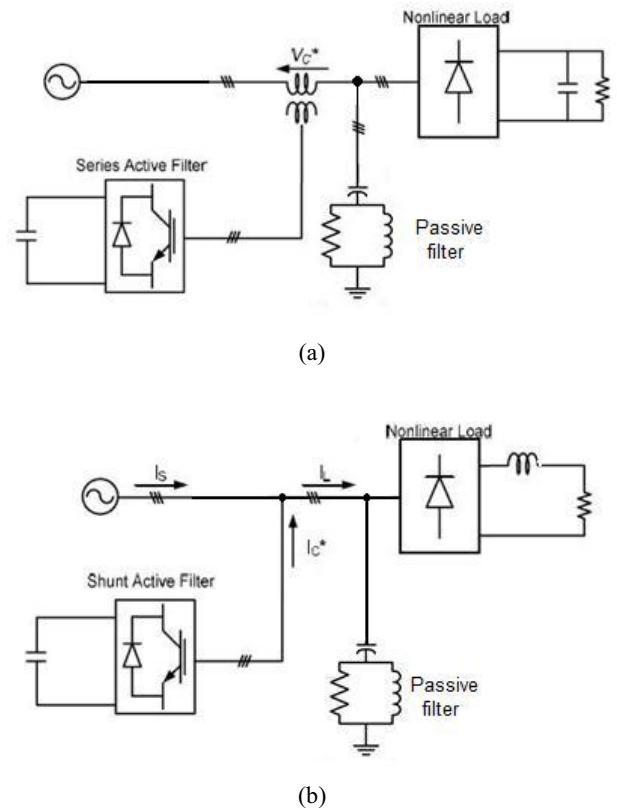 Nonlinear Load
V_C*
Series Active Filter
Passive
filter
(a)
Nonlinear Load
I_S
I_L
I_C*
Shunt Active Filter
Passive
filter
(b)